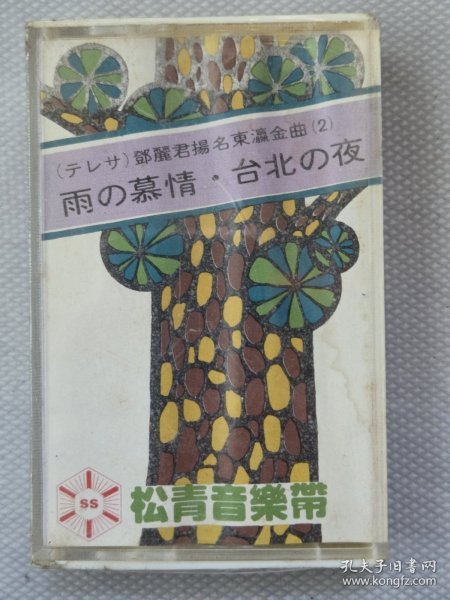 (テレサ)鄧麗君揚名東瀛金曲(2)
雨の慕情・台北の夜
SS
松青音樂帶
孔夫子旧书网
www.kongfz.com